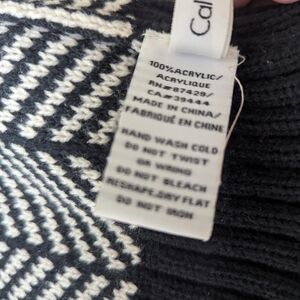 Cal
100%ACRYLIC/
ACRYLIQUE
RN#87429/
CA#39444
MADE IN CHINA/
FABRIQUÉ EN CHINE
HAND WASH COLD
DO NOT TWIST
OR WRING
DO NOT BLEACH
RESHAPE,DRY FLAT
DO NOT IRON